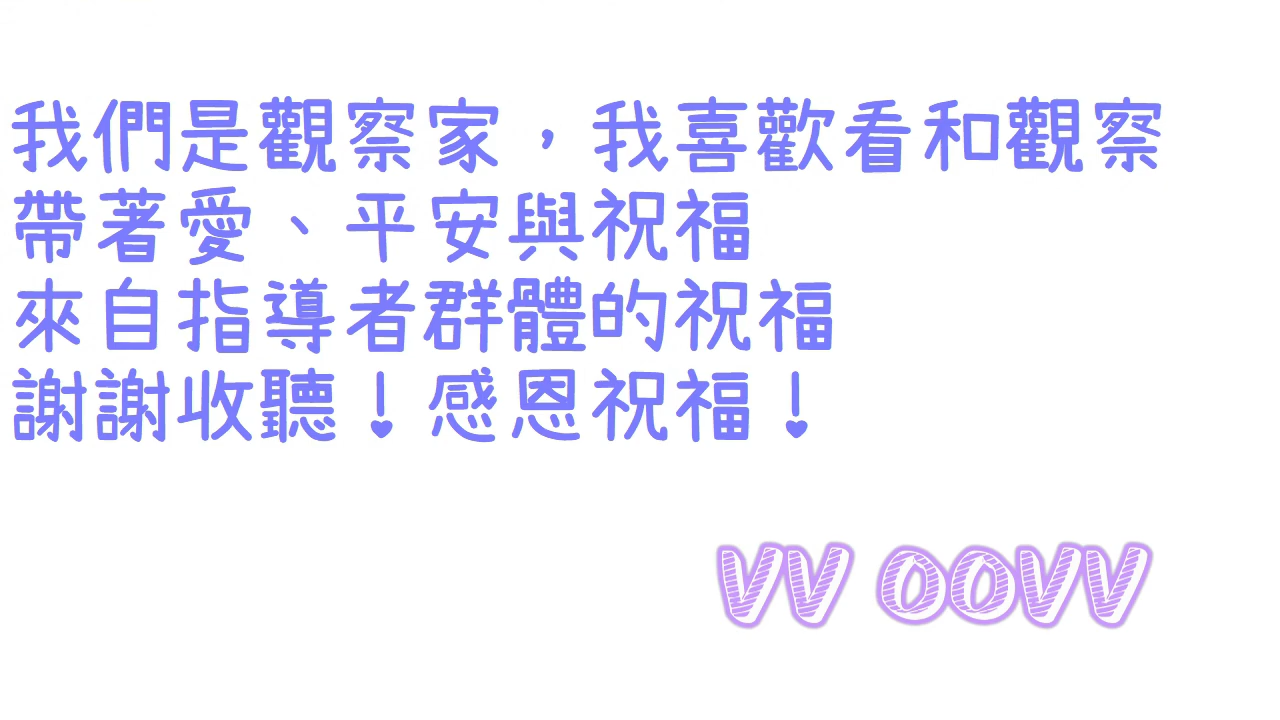 我們是觀察家，我喜歡看和觀察
帶著愛、平安與祝福
來自指導者群體的祝福
謝謝收聽！感恩祝福！
VV OOVV